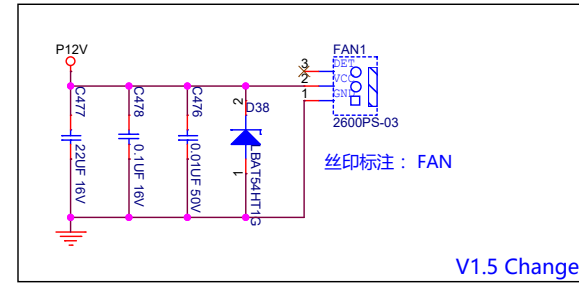 P12V
FAN1
3
DET
2
VCC
1
GND
2600PS-03
C477
22UF 16V
C478
0.1UF 16V
C476
0.01UF 50V
2
D38
1
LBAT54HT1G
丝印标注： FAN
V1.5 Change